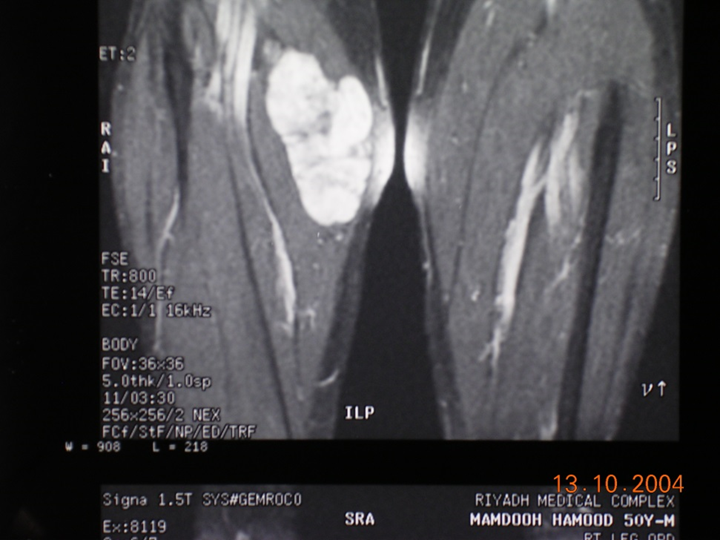 ET:2
R
A
I
L
P
S
FSE
TR:800
TE:14/Ef
EC:1/1 16kHz
BODY
FOV:36x36
5.0thk/1.0sp
11/03:30
256x256/2 NEX
FCf/StF/NP/ED/TRF
W = 908 L = 218
ILP
13.10.2004
Signa 1.5T SYS#GEMROC0
Ex:8119
SRA
RIYADH MEDICAL COMPLEX
MAMDOOH HAMOOD 50Y-M
RT LEG